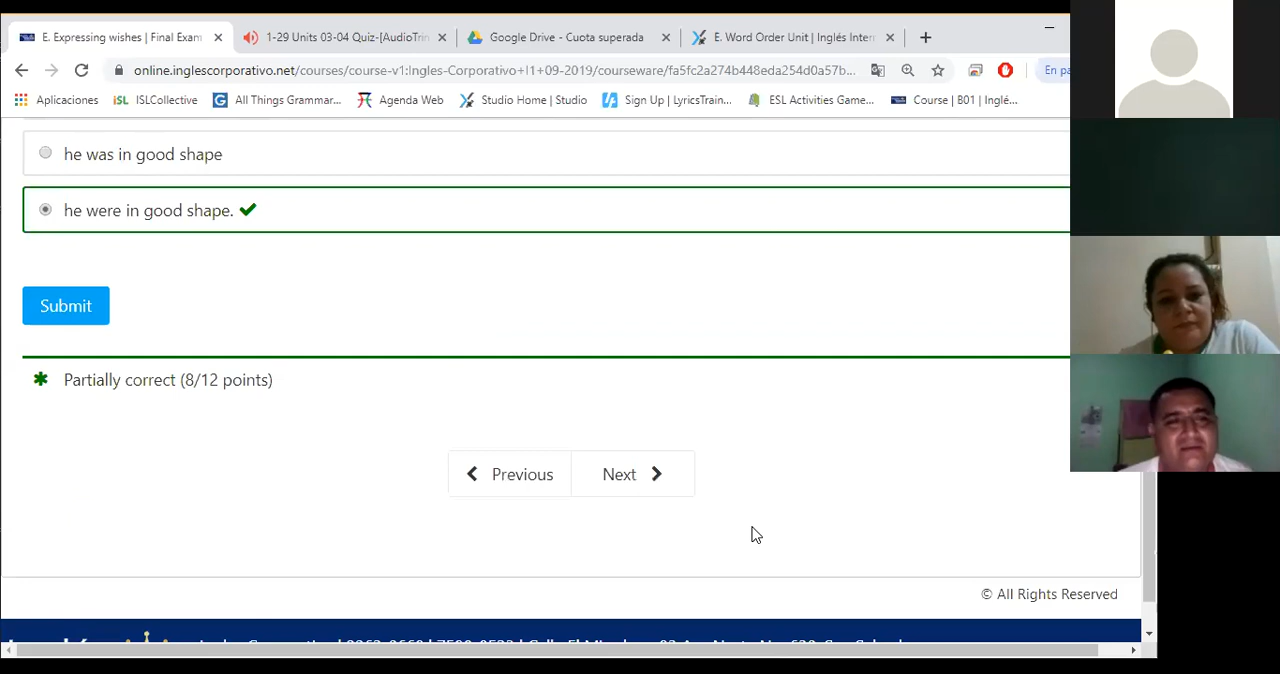 E. Expressing wishes | Final Exam
1-29 Units 03-04 Quiz-[AudioTrin
Google Drive - Cuota superada
E. Word Order Unit | Inglés Inter
online.inglescorporativo.net/courses/course-v1:Ingles-Corporativo+I1+09-2019/courseware/fa5fc2a274b448eda254d0a57b...
En pa
Aplicaciones
ISLCollective
All Things Grammar...
Agenda Web
Studio Home | Studio
Sign Up | LyricsTrain...
ESL Activities Game...
Course | B01 | Inglé...
he was in good shape
he were in good shape.
Submit
Partially correct (8/12 points)
Previous
Next
© All Rights Reserved